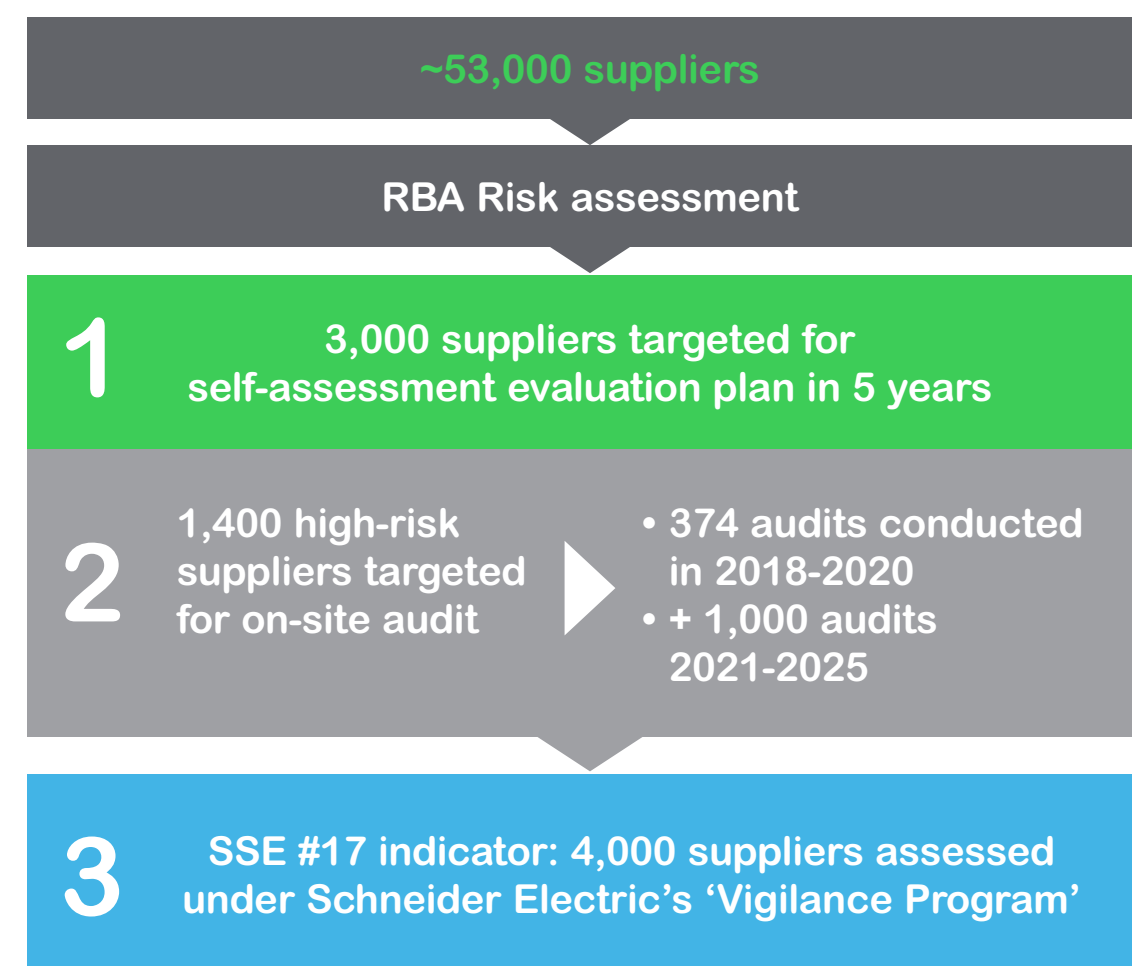 ~53,000 suppliers
RBA Risk assessment
1
3,000 suppliers targeted for
self-assessment evaluation plan in 5 years
2
1,400 high-risk
suppliers targeted
for on-site audit
• 374 audits conducted
in 2018-2020
• + 1,000 audits
2021-2025
3
SSE #17 indicator: 4,000 suppliers assessed
under Schneider Electric’s ‘Vigilance Program’